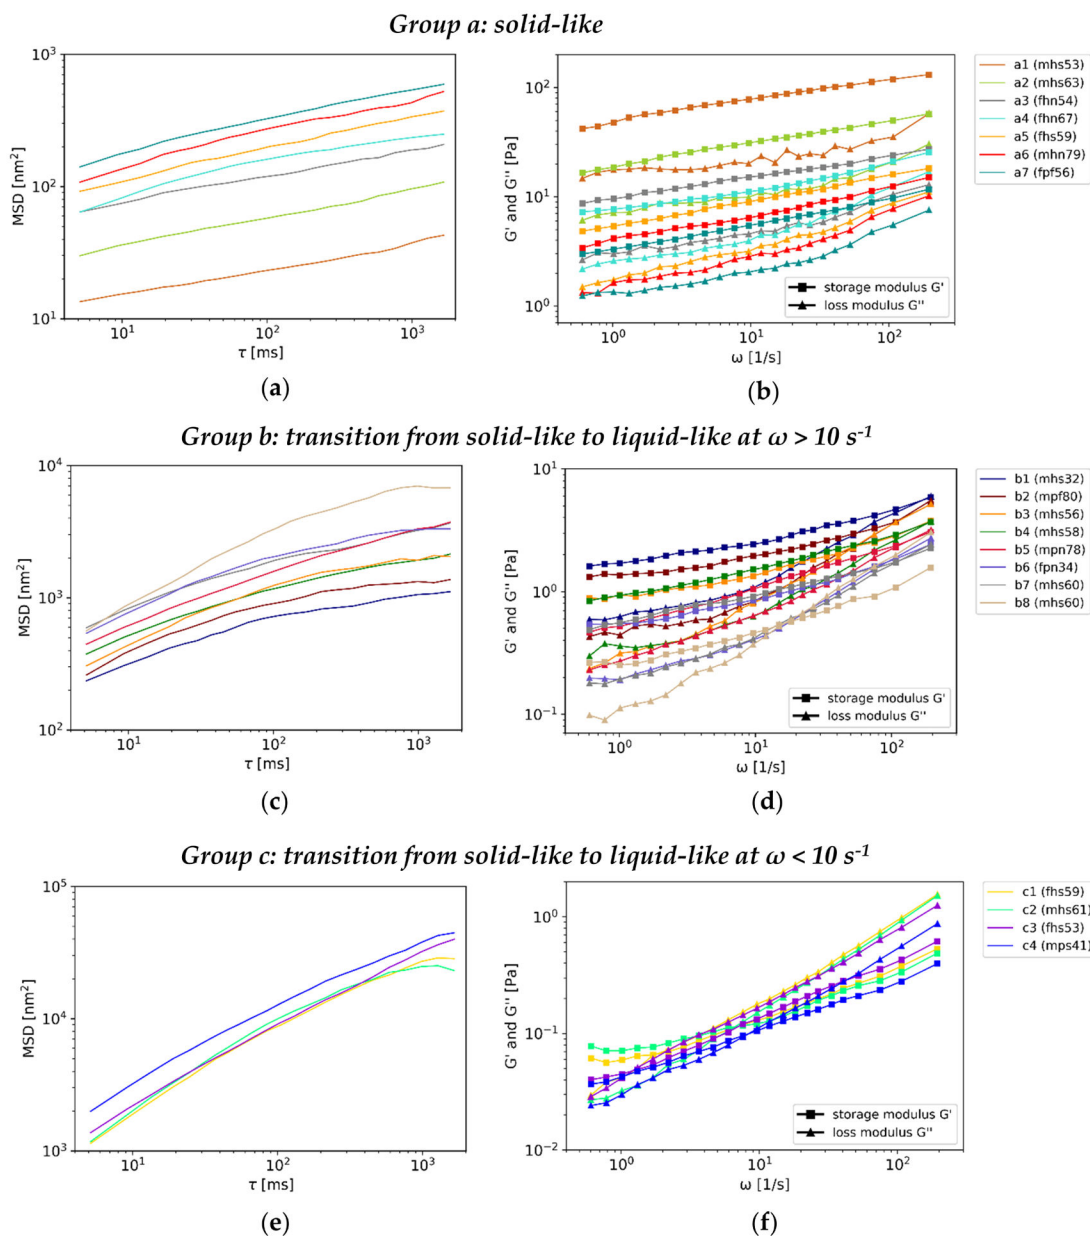 Group a: solid-like
10³
10²
10¹
MSD [nm²]
10¹ 10² 10³
τ [ms]
(a)
10²
10¹
10⁰
G' and G'' [Pa]
storage modulus G'
loss modulus G''
10⁰ 10¹ 10²
ω [1/s]
(b)
a1 (mhs53)
a2 (mhs63)
a3 (fhn54)
a4 (fhn67)
a5 (fhs59)
a6 (mhn79)
a7 (fpf56)
Group b: transition from solid-like to liquid-like at ω > 10 s⁻¹
10⁴
10³
10²
MSD [nm²]
10¹ 10² 10³
τ [ms]
(c)
10¹
10⁰
10⁻¹
G' and G'' [Pa]
storage modulus G'
loss modulus G''
10⁰ 10¹ 10²
ω [1/s]
(d)
b1 (mhs32)
b2 (mpf80)
b3 (mhs56)
b4 (mhs58)
b5 (mpn78)
b6 (fpn34)
b7 (mhs60)
b8 (mhs60)
Group c: transition from solid-like to liquid-like at ω < 10 s⁻¹
10⁵
10⁴
10³
MSD [nm²]
10¹ 10² 10³
τ [ms]
(e)
10⁰
10⁻¹
10⁻²
G' and G'' [Pa]
storage modulus G'
loss modulus G''
10⁰ 10¹ 10²
ω [1/s]
(f)
c1 (fhs59)
c2 (mhs61)
c3 (fhs53)
c4 (mps41)